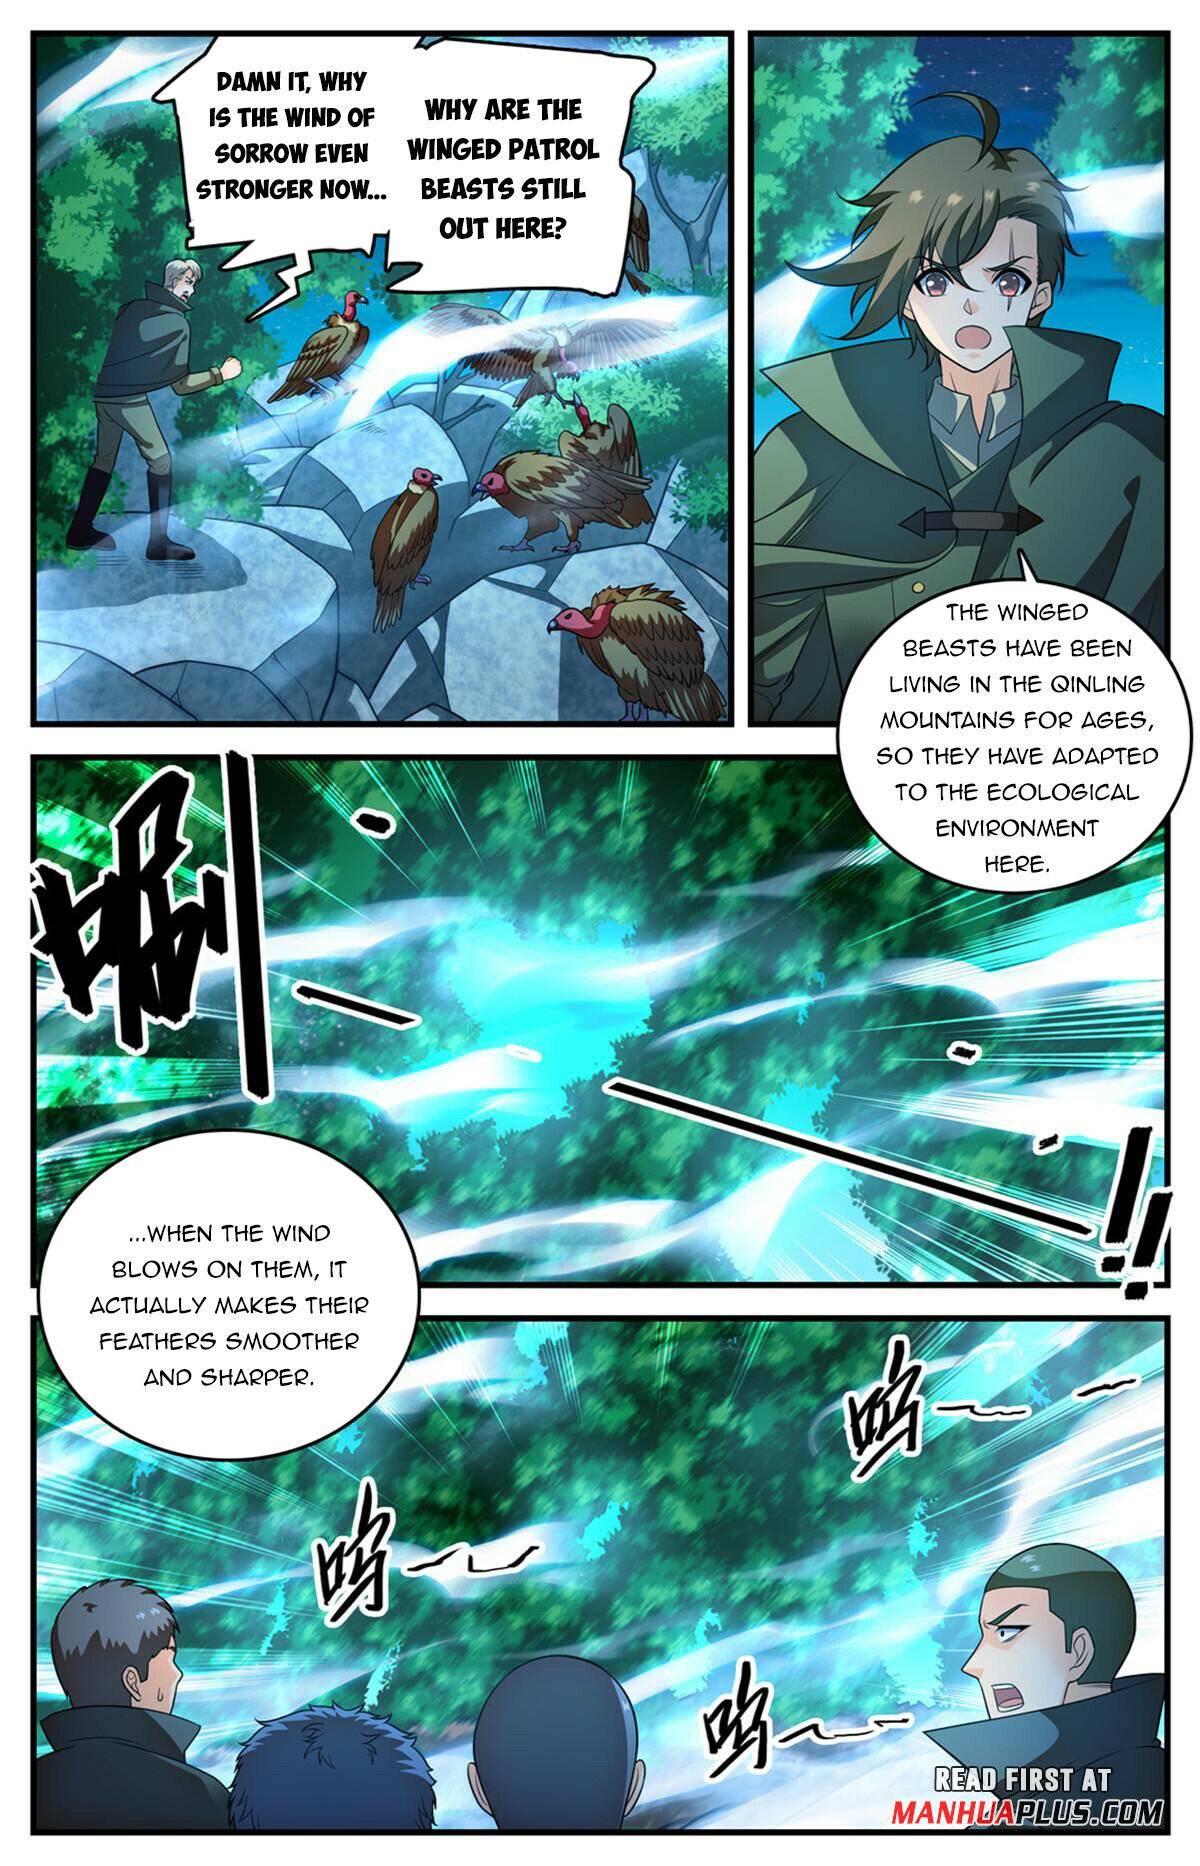 DAMN IT, WHY
IS THE WIND OF
SORROW EVEN
STRONGER NOW...
WHY ARE THE
WINGED PATROL
BEASTS STILL
OUT HERE?
THE WINGED
BEASTS HAVE BEEN
LIVING IN THE QINLING
MOUNTAINS FOR AGES,
SO THEY HAVE ADAPTED
TO THE ECOLOGICAL
ENVIRONMENT
HERE.
唰
!!
...WHEN THE WIND
BLOWS ON THEM, IT
ACTUALLY MAKES THEIR
FEATHERS SMOOTHER
AND SHARPER.
呜~~
呜~~
呜~~
READ FIRST AT
MANHUAPLUS.COM